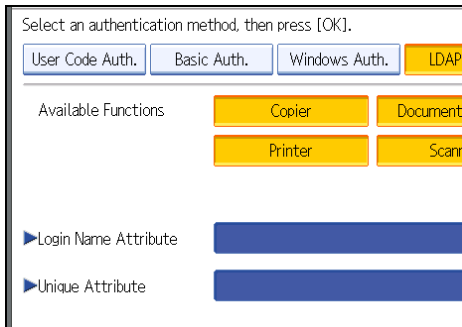 Select an authentication method, then press [OK].
User Code Auth. Basic Auth. Windows Auth. LDAP
Available Functions Copier Document
Printer Scann
Login Name Attribute
Unique Attribute